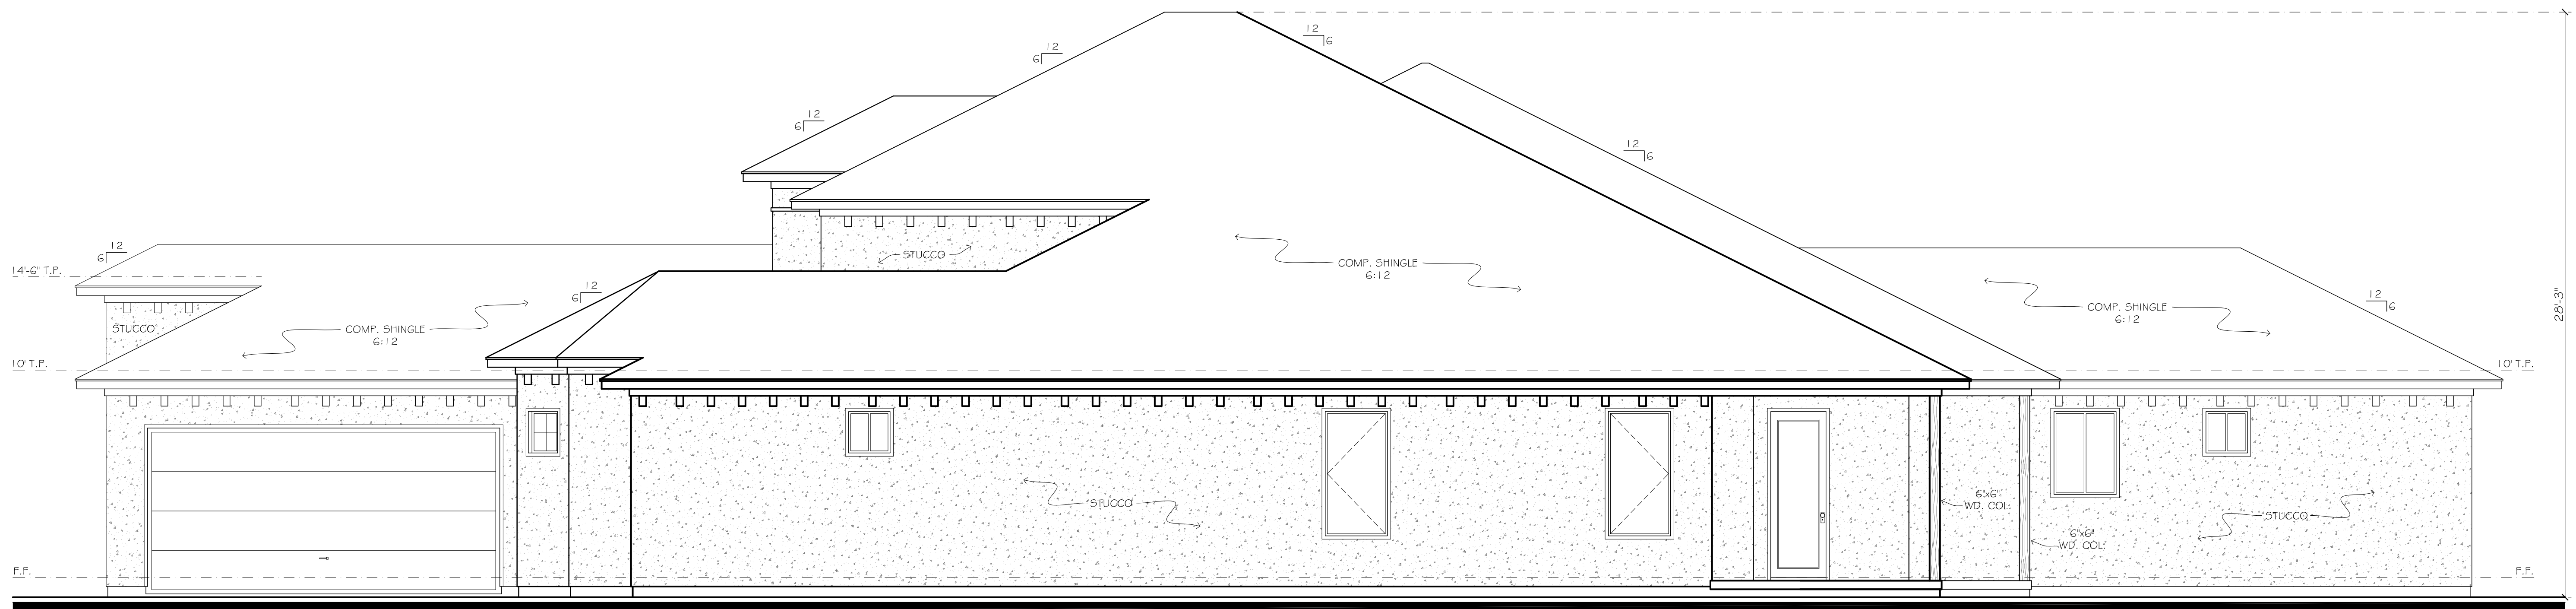 12
6
12
6
12
6
12
6
12
6
12
6
14'-6" T.P.
STUCCO
12
6
STUCCO
COMP. SHINGLE
6:12
COMP. SHINGLE
6:12
COMP. SHINGLE
6:12
12
6
28'-3"
10' T.P.
10' T.P.
STUCCO
6"x6"
WD. COL.
6"x6"
WD. COL.
STUCCO
F.F.
F.F.